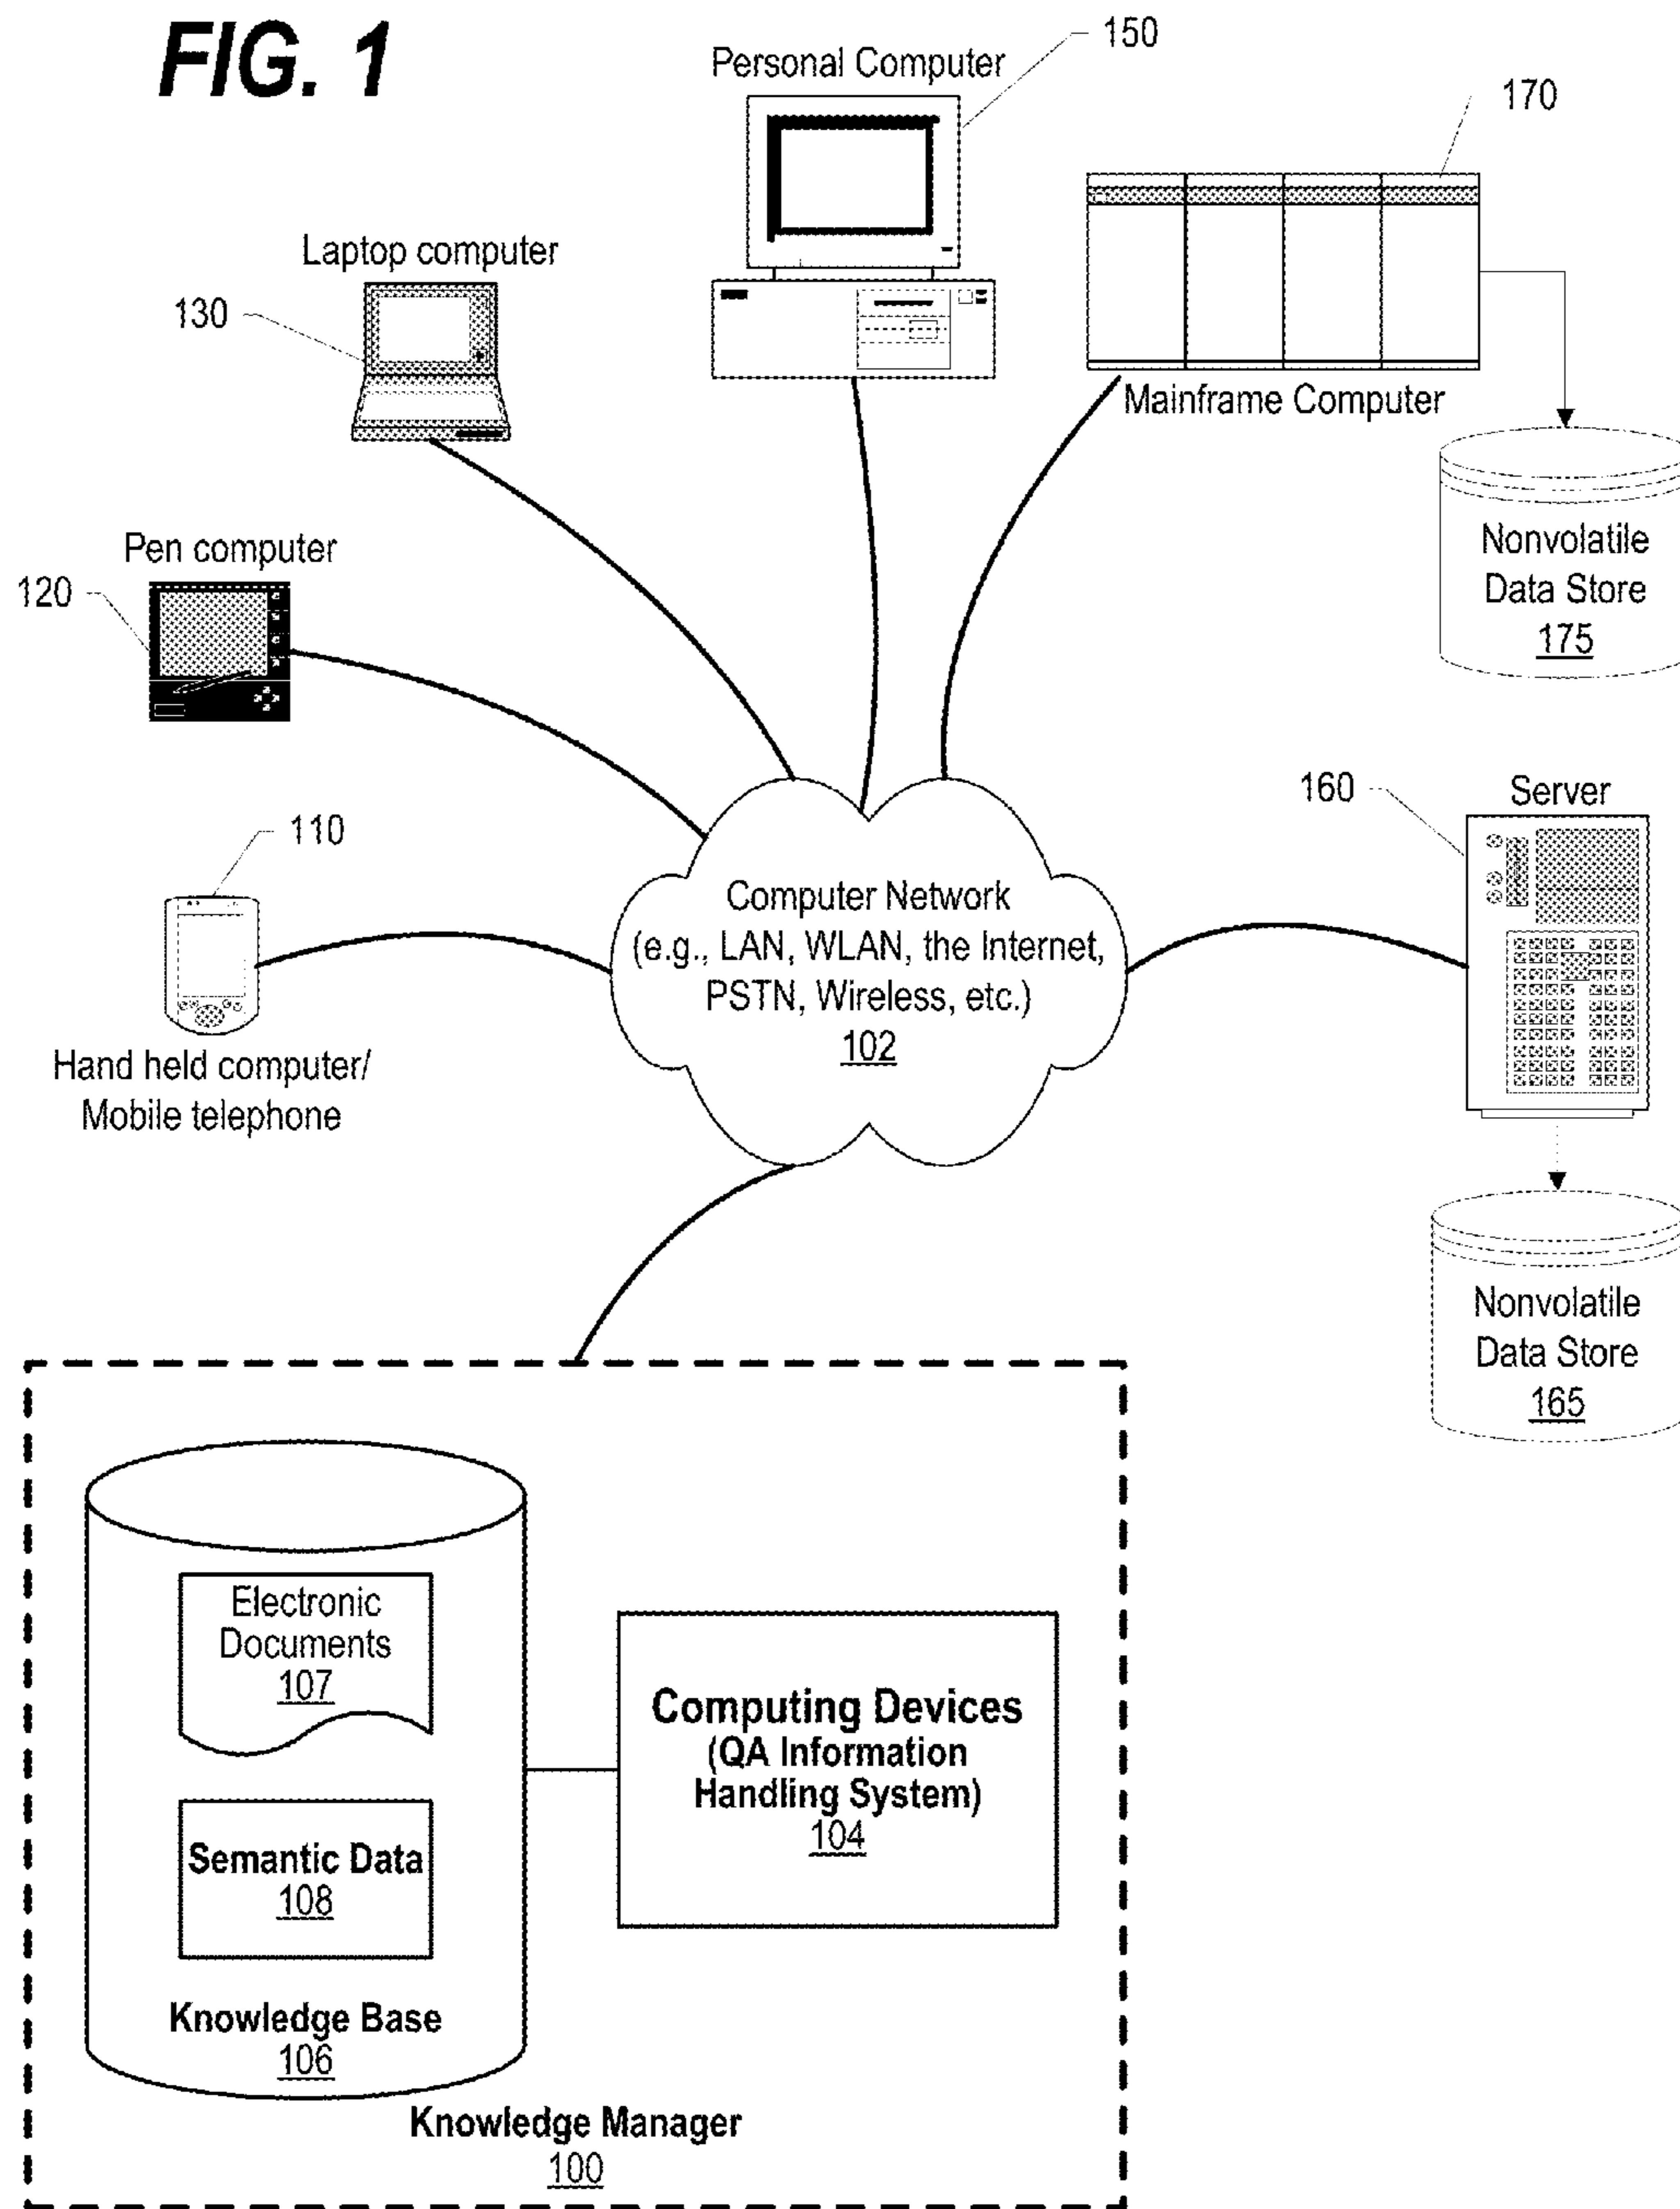 FIG. 1
Personal Computer
150
170
Laptop computer
130
Mainframe Computer
Nonvolatile
Data Store
175
Pen computer
120
160
Server
110
Computer Network
(e.g., LAN, WLAN, the Internet,
PSTN, Wireless, etc.)
102
Hand held computer/
Mobile telephone
Nonvolatile
Data Store
165
Electronic
Documents
107
Computing Devices
(QA Information
Handling System)
104
Semantic Data
108
Knowledge Base
106
Knowledge Manager
100